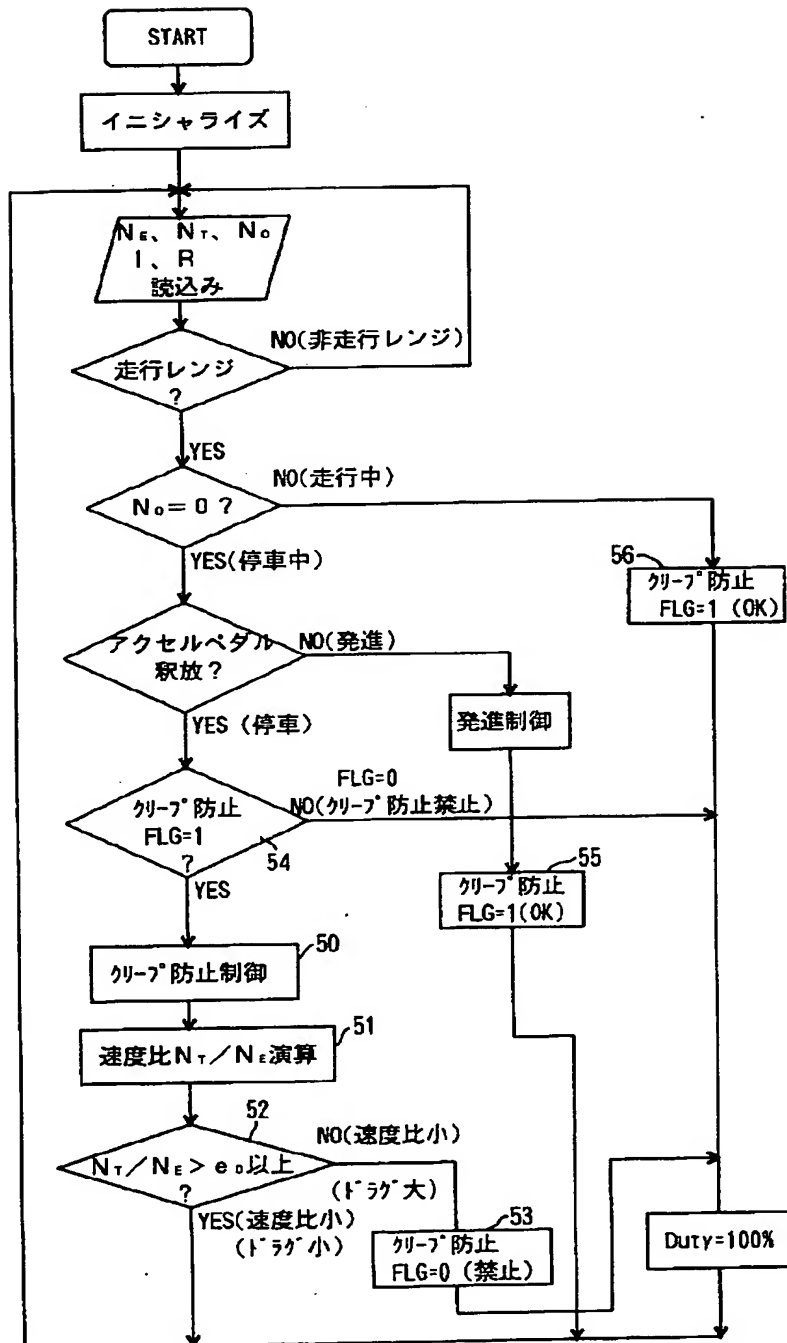 START
イニシャライズ
NE、NT、No
1、R
読込み
NO(非走行レンジ)
走行レンジ
?
YES
NO(走行中)
No=0?
YES(停車中)
56
クリープ防止
FLG=1 (OK)
アクセルペダル
釈放?
NO(発進)
YES (停車)
発進制御
FLG=0
NO(クリープ防止禁止)
クリープ防止
FLG=1
?
54
YES
55
クリープ防止
FLG=1(OK)
50
クリープ防止制御
51
速度比NT/NE演算
52
NO(速度比小)
NT/NE>eo以上
?
(ドラグ大)
YES(速度比小)
(ドラグ小)
53
クリープ防止
FLG=0 (禁止)
Duty=100%